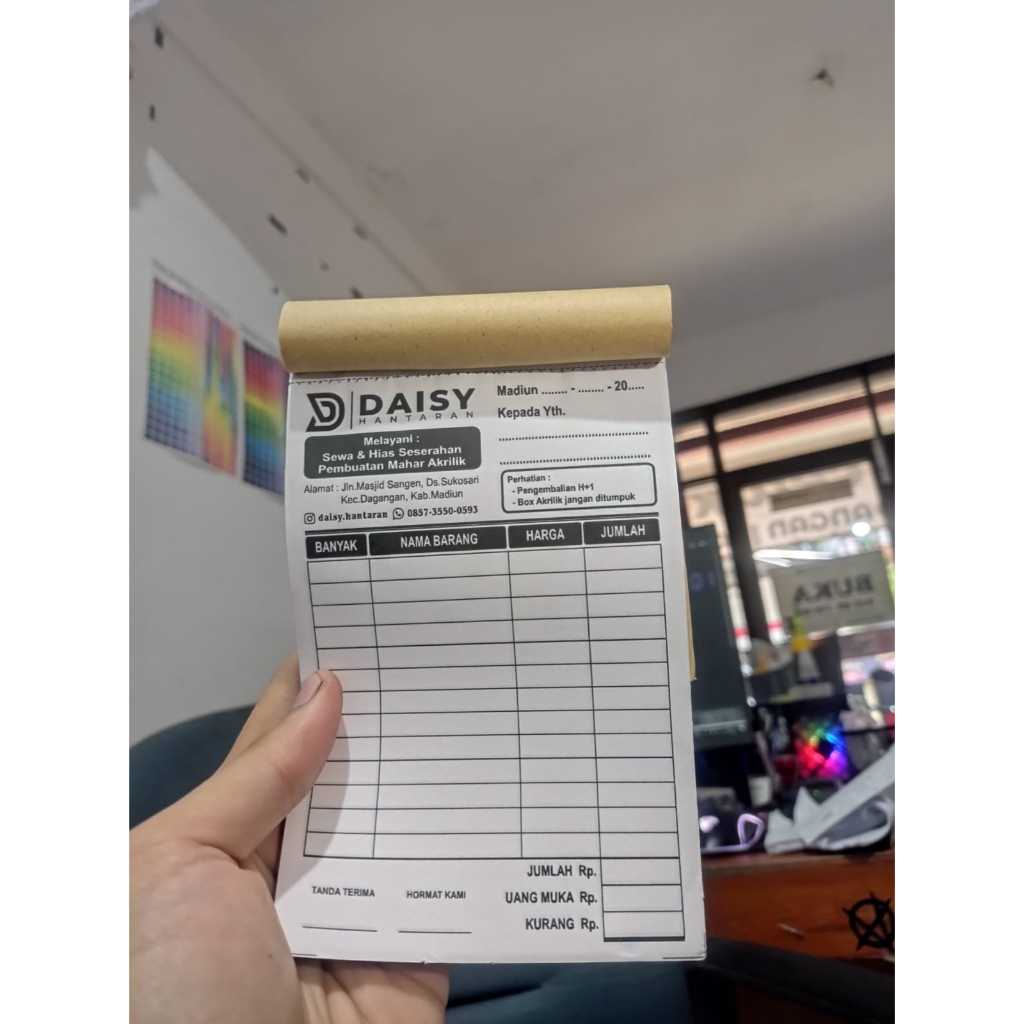 DAISY
HANTARAN
Melayani :
Sewa & Hias Seserahan
Pembuatan Mahar Akrilik
Alamat : Jln.Masjid Sangen, Ds.Sukosari
Kec.Dagangan, Kab.Madiun
daisy.hantaran 0857-3550-0593
Madiun ........ - ........ - 20.....
Kepada Yth.
Perhatian :
- Pengembalian H+1
- Box Akrilik jangan ditumpuk
BANYAK NAMA BARANG HARGA JUMLAH
JUMLAH Rp.
UANG MUKA Rp.
KURANG Rp.
TANDA TERIMA HORMAT KAMI
BUKA